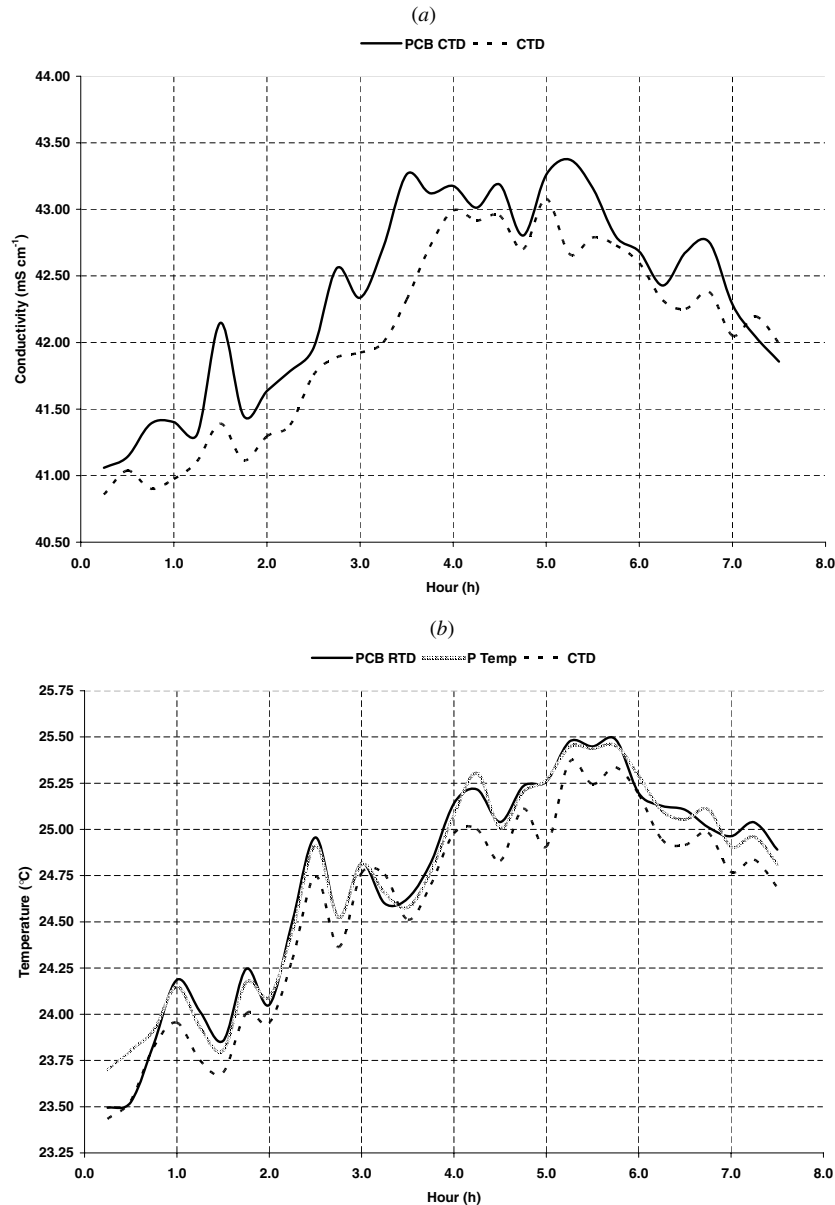 (a)
PCB CTD CTD
44.00
43.50
43.00
42.50
42.00
41.50
41.00
40.50
Conductivity (mS cm⁻¹)
0.0 1.0 2.0 3.0 4.0 5.0 6.0 7.0 8.0
Hour (h)
(b)
PCB RTD P Temp CTD
25.75
25.50
25.25
25.00
24.75
24.50
24.25
24.00
23.75
23.50
23.25
Temperature (°C)
0.0 1.0 2.0 3.0 4.0 5.0 6.0 7.0 8.0
Hour (h)